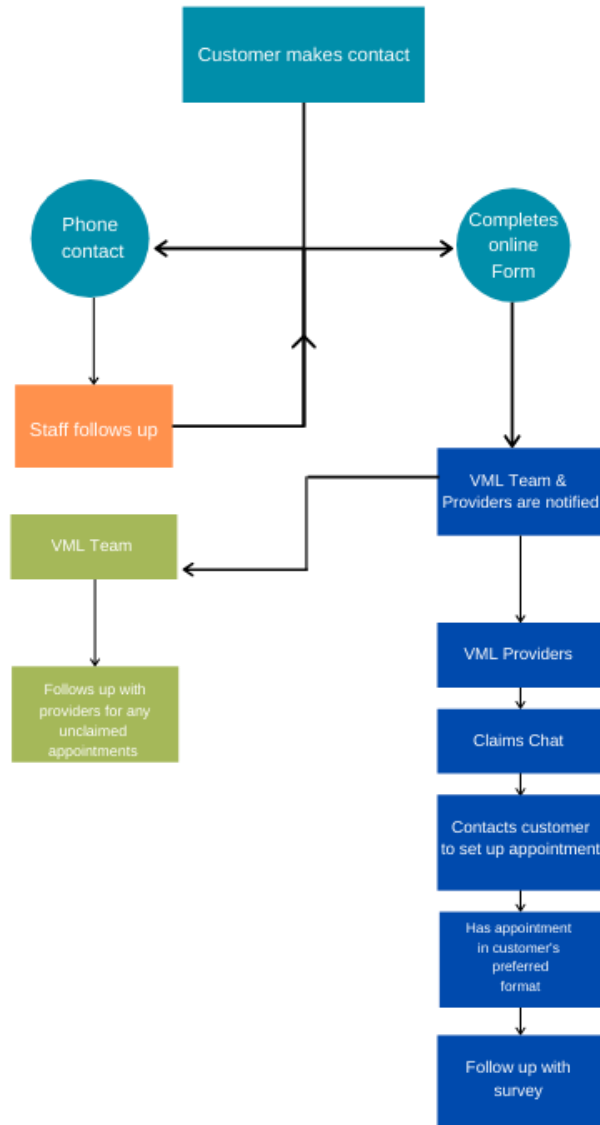 Customer makes contact
Phone
contact
Completes
online
Form
Staff follows up
VML Team &
Providers are notified
VML Team
Follows up with
providers for any
unclaimed
appointments
VML Providers
Claims Chat
Contacts customer
to set up appointment
Has appointment
in customer's
preferred
format
Follow up with
survey